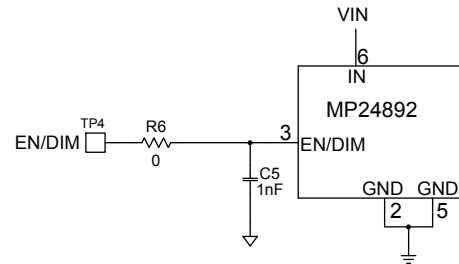 VIN
6
IN
MP24892
EN/DIM
TP4
R6
0
3
EN/DIM
C5
1nF
GND
GND
2
5